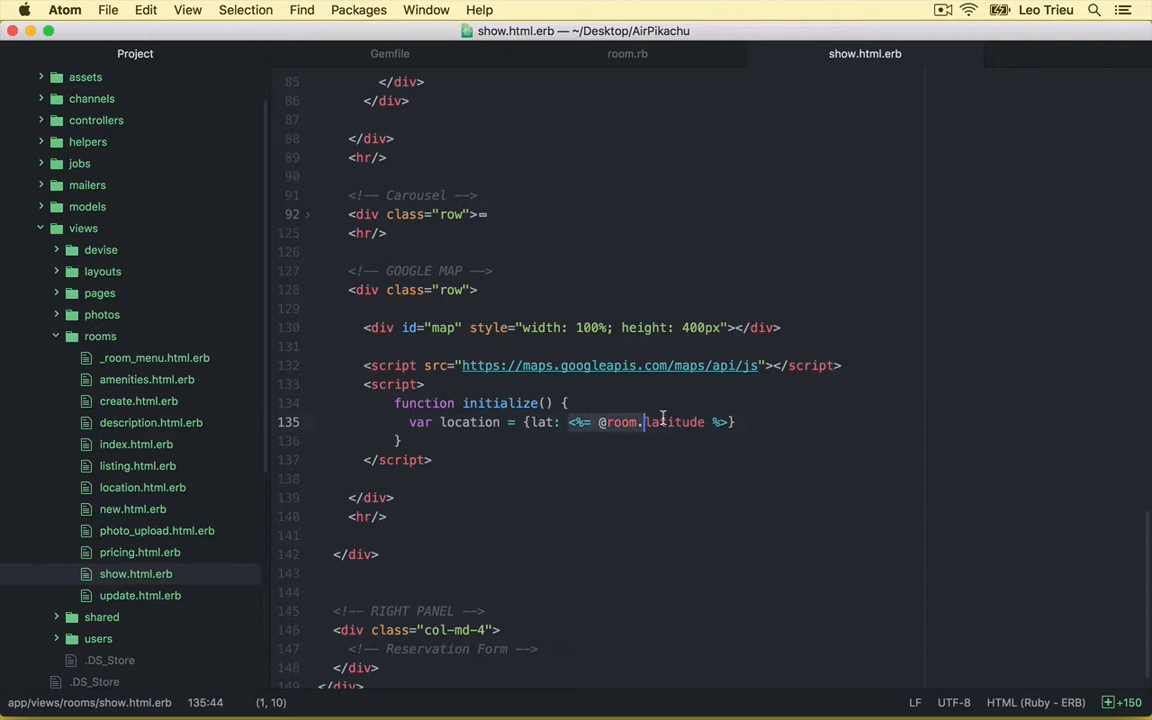 Atom File Edit View Selection Find Packages Window Help Leo Trieu
show.html.erb — ~/Desktop/AirPikachu
Project Gemfile room.rb show.html.erb
assets
channels
controllers
helpers
jobs
mailers
models
views
devise
layouts
pages
photos
rooms
_room_menu.html.erb
amenities.html.erb
create.html.erb
description.html.erb
index.html.erb
listing.html.erb
location.html.erb
new.html.erb
photo_upload.html.erb
pricing.html.erb
show.html.erb
update.html.erb
shared
users
.DS_Store
.DS_Store
85 </div>
86 </div>
87
88 </div>
89 <hr/>
90
91 <!-- Carousel -->
92 <div class="row">
125 <hr/>
126
127 <!-- GOOGLE MAP -->
128 <div class="row">
129
130 <div id="map" style="width: 100%; height: 400px"></div>
131
132 <script src="https://maps.googleapis.com/maps/api/js"></script>
133 <script>
134 function initialize() {
135 var location = {lat: <%= @room.latitude %>}
136 }
137 </script>
138
139 </div>
140 <hr/>
141
142 </div>
143
144
145 <!-- RIGHT PANEL -->
146 <div class="col-md-4">
147 <!-- Reservation Form -->
148 </div>
149 </div>
app/views/rooms/show.html.erb 135:44 (1, 10) LF UTF-8 HTML (Ruby - ERB) +150